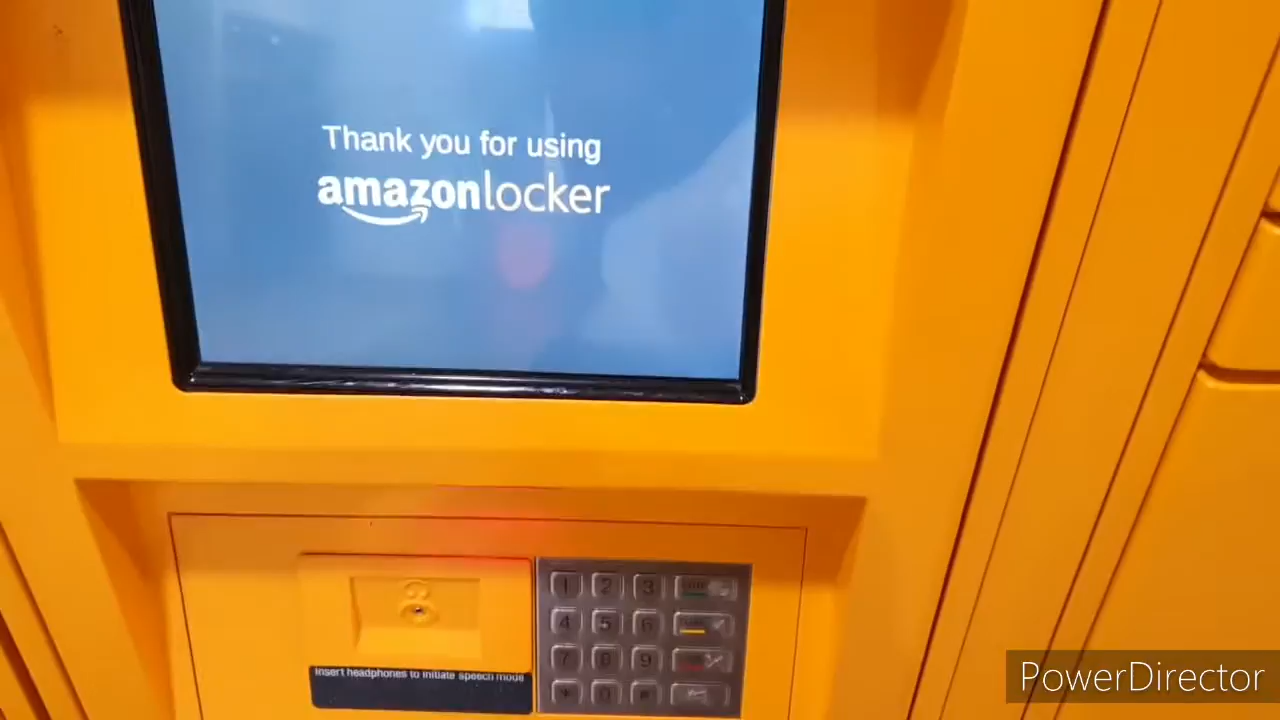 Thank you for using
amazonlocker
Insert headphones to initiate speech mode
1 2 3
4 5 6
7 8 9
* 0 #
PowerDirector